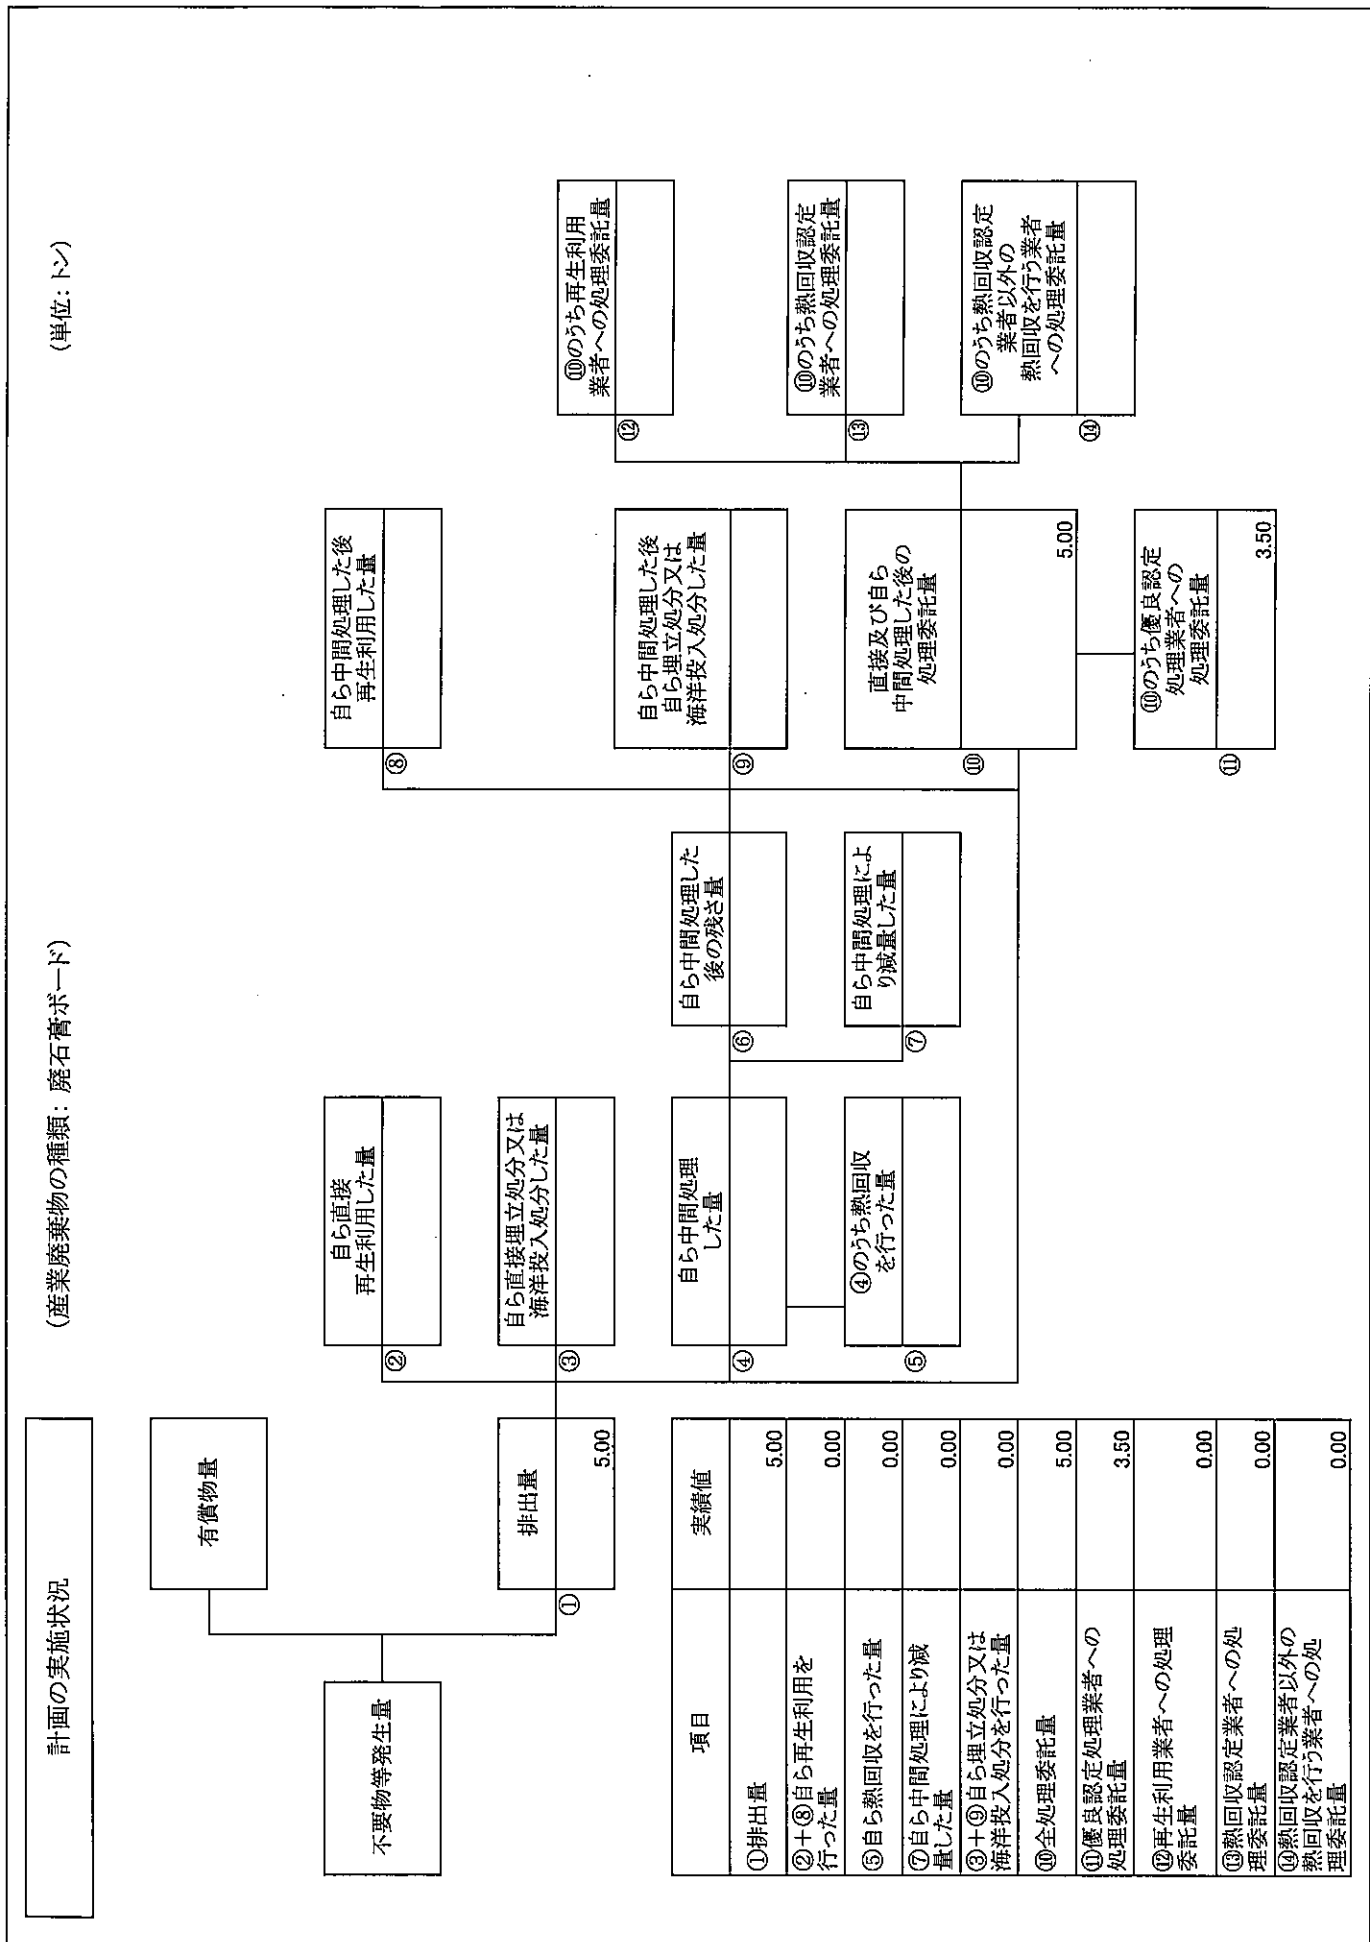 計画の実施状況
(産業廃棄物の種類: 廃石膏ボード)
(単位: トン)
不要物等発生量
有償物量
①
排出量
5.00
②
自ら直接
再生利用した量
③
自ら直接埋立処分又は
海洋投入処分した量
④
自ら中間処理
した量
⑤
④のうち熱回収
を行った量
⑥
自ら中間処理した
後の残さ量
⑦
自ら中間処理によ
り減量した量
⑧
自ら中間処理した後
再生利用した量
⑨
自ら中間処理した後
自ら埋立処分又は
海洋投入処分した量
⑩
直接及び自ら
中間処理した後の
処理委託量
5.00
⑪
⑩のうち優良認定
処理業者への
処理委託量
3.50
⑫
⑩のうち再生利用
業者への処理委託量
⑬
⑩のうち熱回収認定
業者への処理委託量
⑭
⑩のうち熱回収認定
業者以外の
熱回収を行う業者
への処理委託量
項目 実績値
①排出量 5.00
②+⑧自ら再生利用を
行った量 0.00
⑤自ら熱回収を行った量 0.00
⑦自ら中間処理により減
量した量 0.00
③+⑨自ら埋立処分又は
海洋投入処分を行った量 0.00
⑩全処理委託量 5.00
⑪優良認定処理業者への
処理委託量 3.50
⑫再生利用業者への処理
委託量 0.00
⑬熱回収認定業者への処
理委託量 0.00
⑭熱回収認定業者以外の
熱回収を行う業者への処
理委託量 0.00